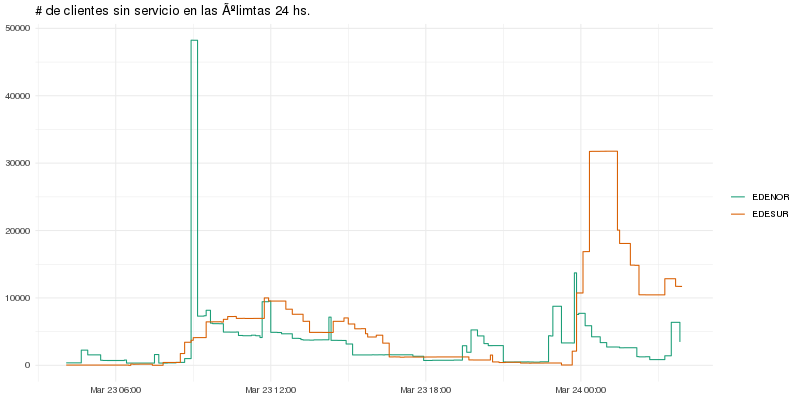 # de clientes sin servicio en las Ãºlimtas 24 hs.
50000
40000
30000
20000
10000
0
Mar 23 06:00
Mar 23 12:00
Mar 23 18:00
Mar 24 00:00
EDENOR
EDESUR